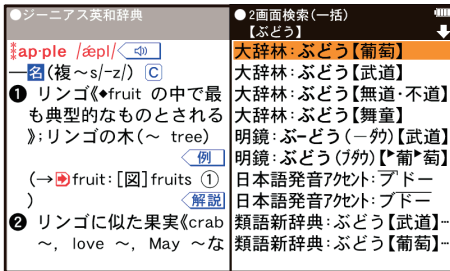 ●ジーニアス英和辞典
⁑ap·ple /ǽpl/
―名(複～s/-z/) C
❶ リンゴ《◆fruit の中で最
も典型的なものとされる
》;リンゴの木(～ tree)
例
(→fruit:[図]fruits ①
) 解説
❷ リンゴに似た果実《crab
～, love ～, May ～な
●2画面検索(一括)
【ぶどう】
大辞林:ぶどう【葡萄】
大辞林:ぶどう【武道】
大辞林:ぶどう【無道·不道】
大辞林:ぶどう【舞童】
明鏡:ぶーどう(―ダウ)【武道】
明鏡:ぶどう(ブダウ)【▶葡▶萄】
日本語発音アクセント:ブドー
日本語発音アクセント:ブドー
類語新辞典:ぶどう【武道】…
類語新辞典:ぶどう【葡萄】…